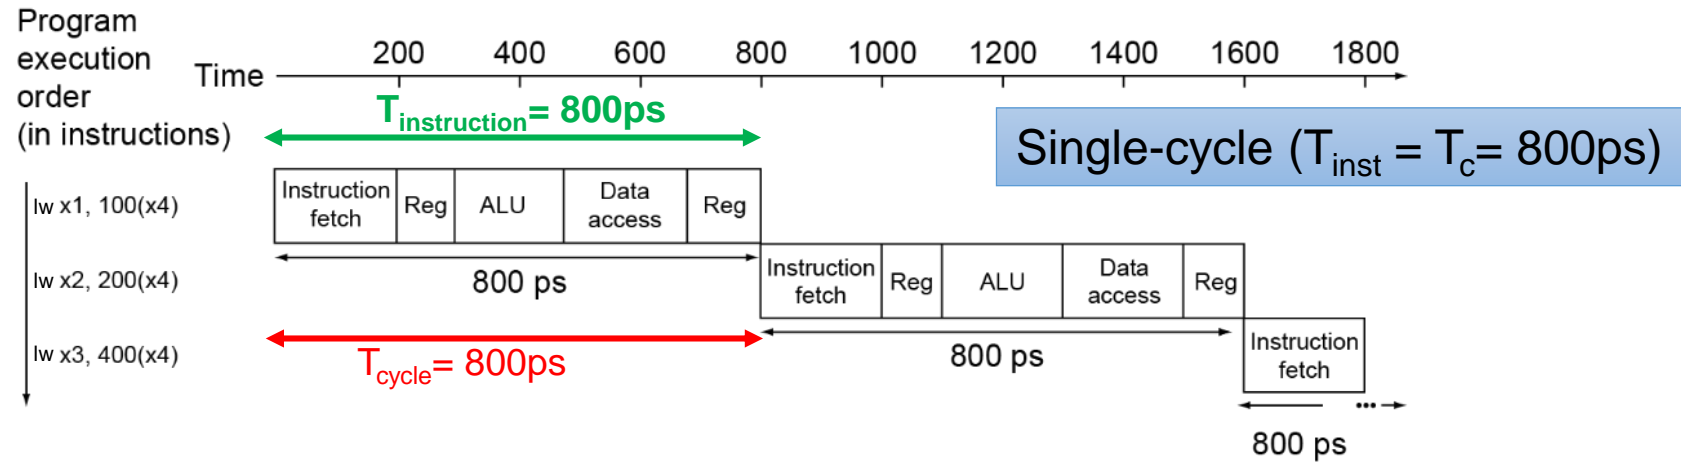 Program
execution
order
(in instructions)
Time
200 400 600 800 1000 1200 1400 1600 1800
Tinstruction= 800ps
Single-cycle (Tinst = Tc= 800ps)
lw x1, 100(x4)
Instruction
fetch
Reg
ALU
Data
access
Reg
800 ps
lw x2, 200(x4)
Instruction
fetch
Reg
ALU
Data
access
Reg
800 ps
Tcycle= 800ps
lw x3, 400(x4)
Instruction
fetch
...
800 ps